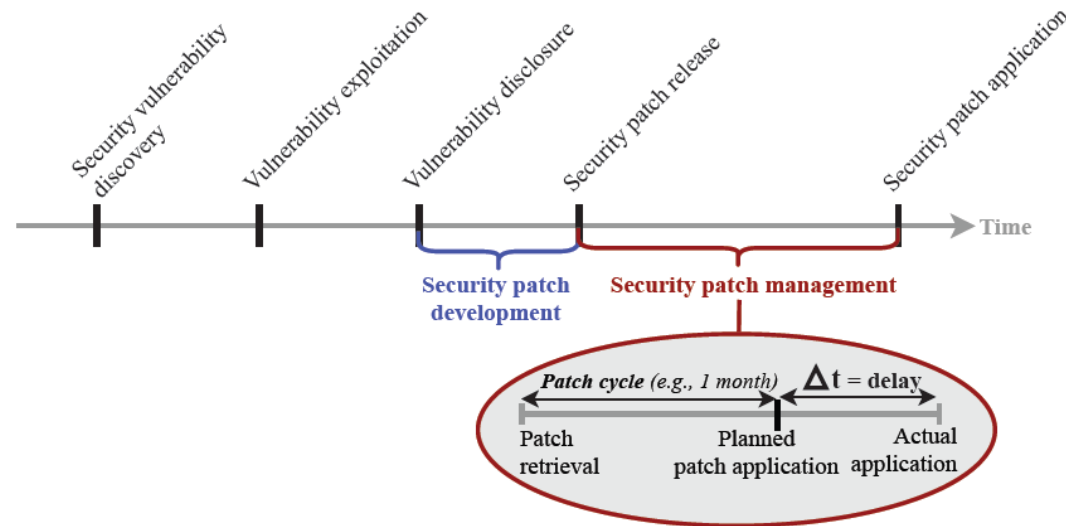 Security vulnerability
discovery
Vulnerability exploitation
Vulnerability disclosure
Security patch release
Security patch application
Time
Security patch
development
Security patch management
Patch cycle (e.g., 1 month)
Δt = delay
Patch
retrieval
Planned
patch application
Actual
application